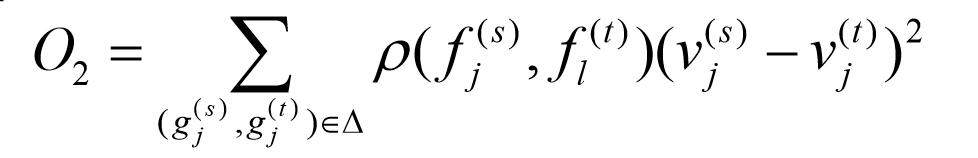 O_2 = \sum_{(g_j^{(s)}, g_j^{(t)}) \in \Delta} \rho(f_j^{(s)}, f_l^{(t)})(v_j^{(s)} - v_j^{(t)})^2